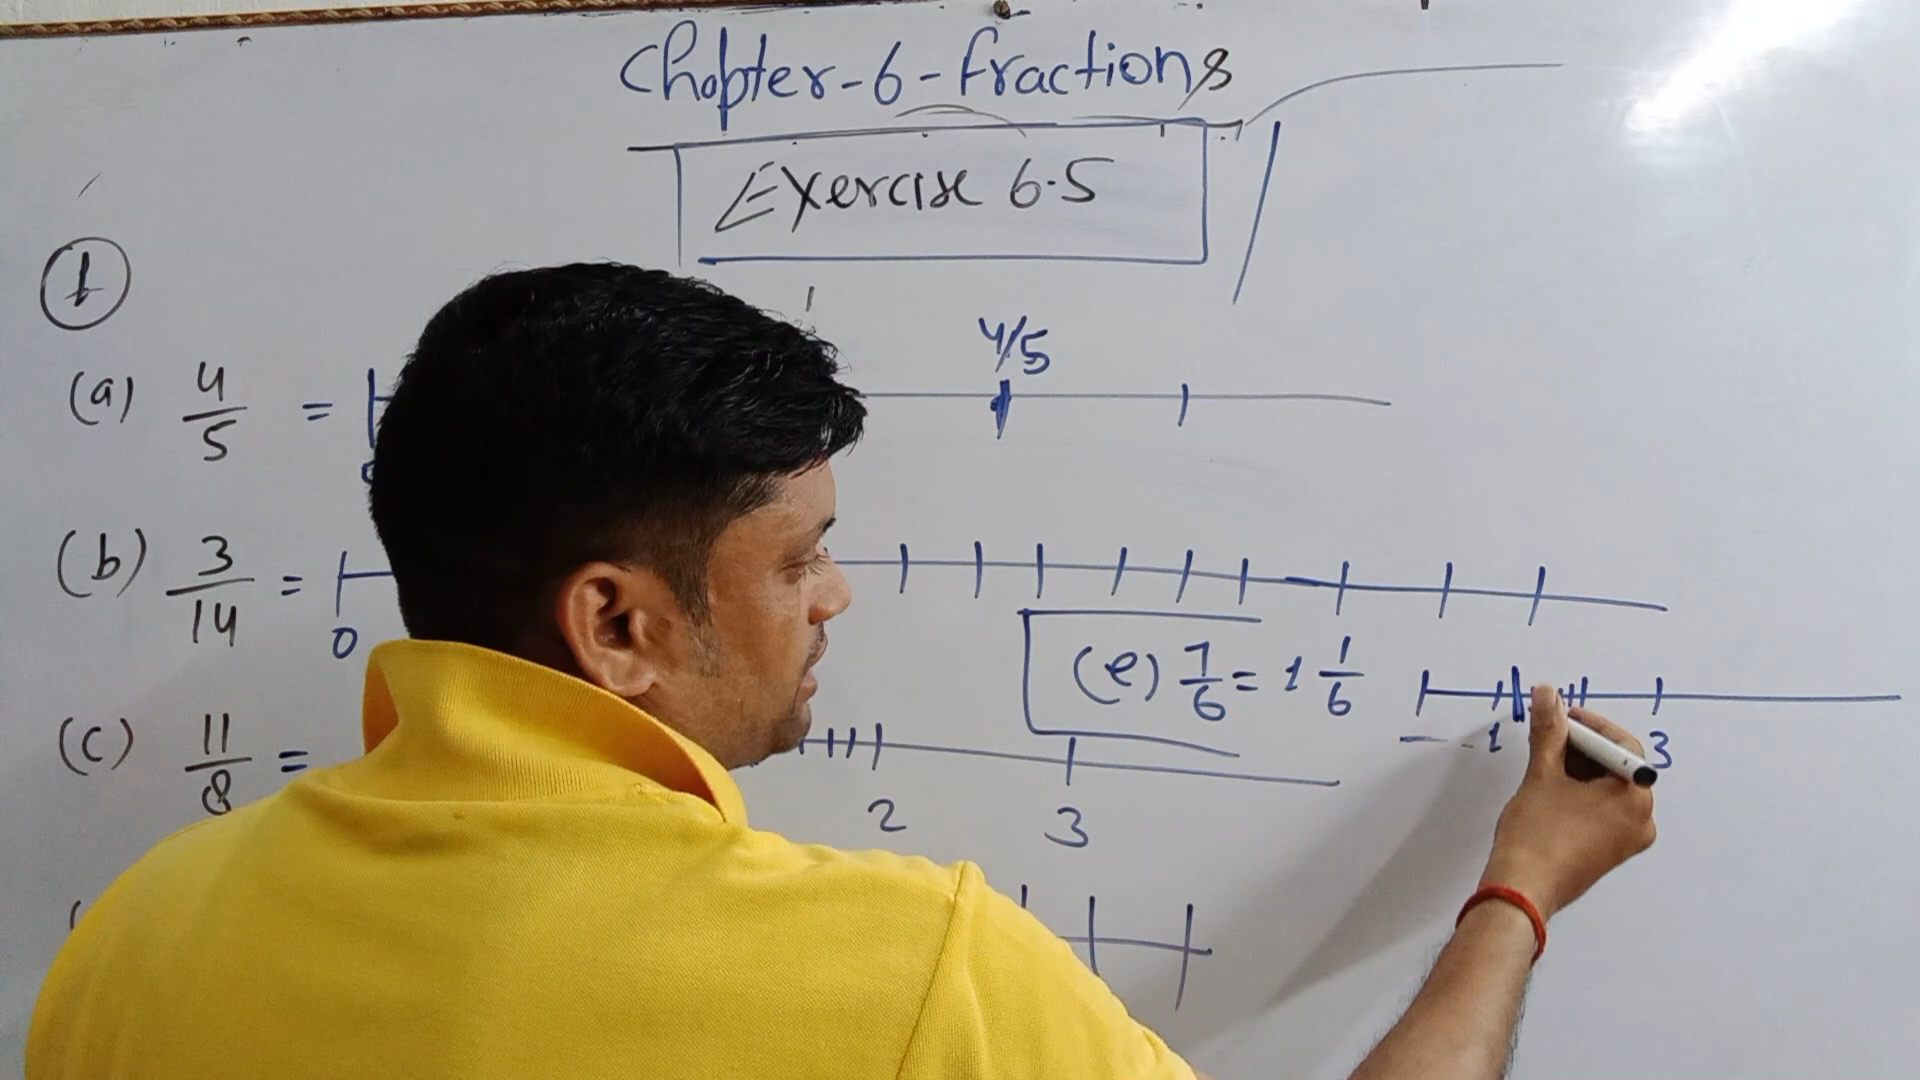 Chapter-6-fractions
Exercise 6.5
1
4/5
(a) 4/5 =
(b) 3/14 =
0
(e) 7/6 = 1 1/6
1 3
(c) 11/8 =
2 3